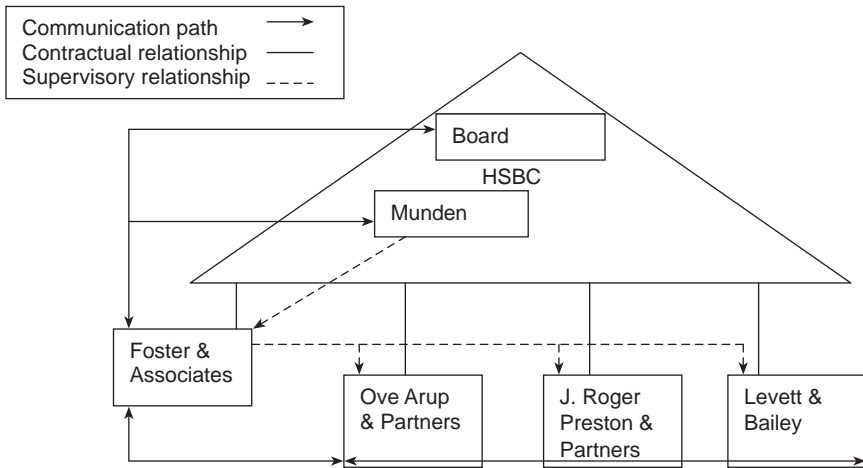 Communication path
Contractual relationship
Supervisory relationship
Board
HSBC
Munden
Foster &
Associates
Ove Arup
& Partners
J. Roger
Preston &
Partners
Levett &
Bailey